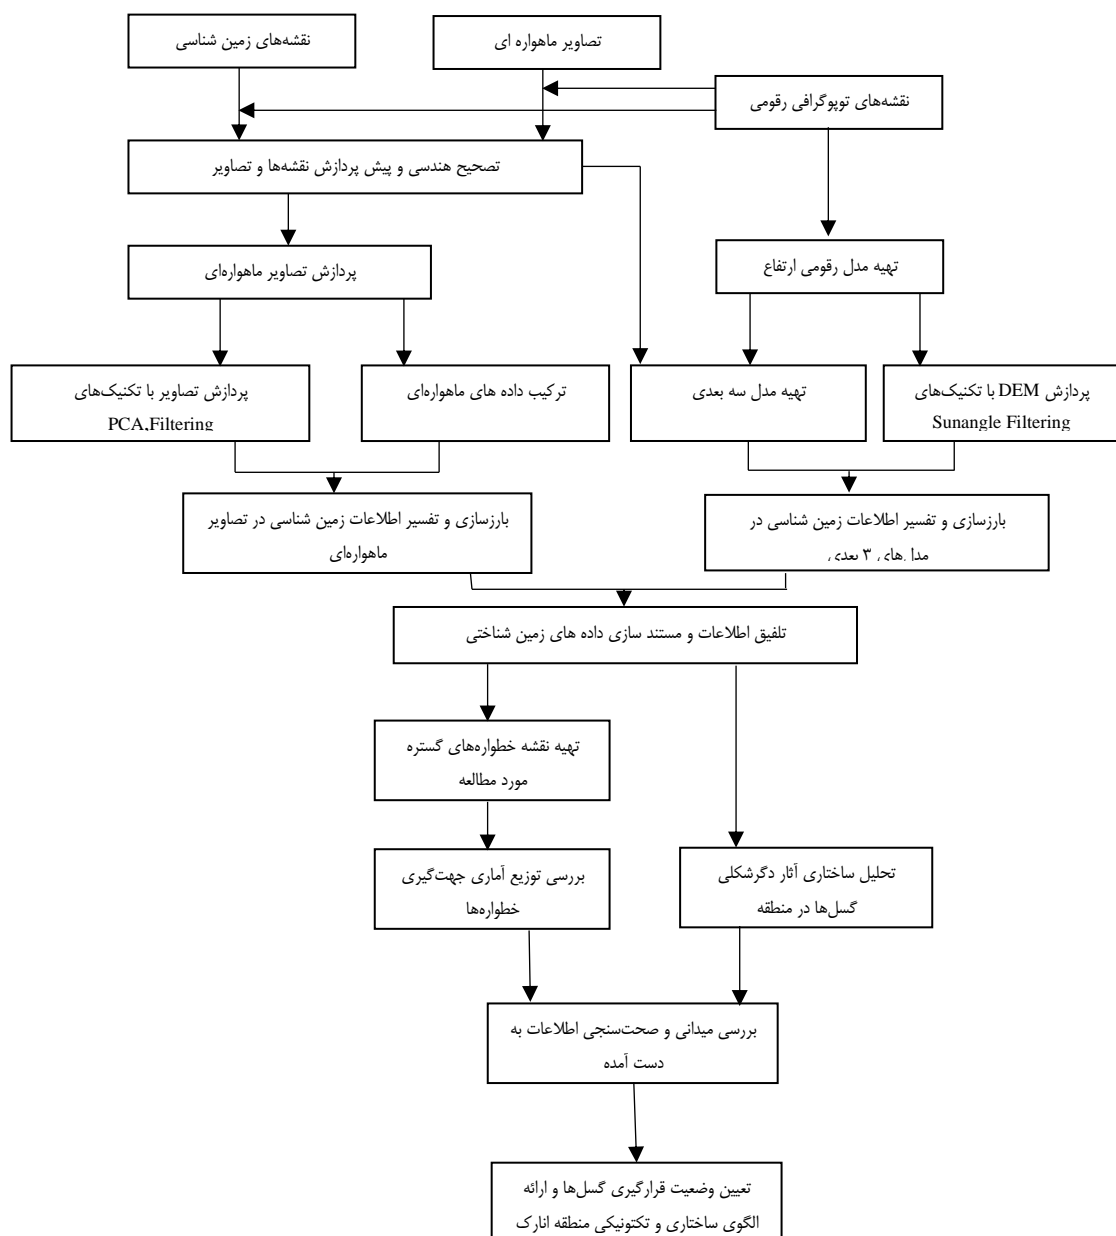 نقشه‌های زمین شناسی
تصاویر ماهواره ای
نقشه‌های توپوگرافی رقومی
تصحیح هندسی و پیش پردازش نقشه‌ها و تصاویر
پردازش تصاویر ماهواره‌ای
تهیه مدل رقومی ارتفاع
پردازش تصاویر با تکنیک‌های
PCA,Filtering
ترکیب داده های ماهواره‌ای
تهیه مدل سه بعدی
پردازش DEM با تکنیک‌های
Sunangle Filtering
بارزسازی و تفسیر اطلاعات زمین شناسی در تصاویر
ماهواره‌ای
بارزسازی و تفسیر اطلاعات زمین شناسی در
مدل‌های ۳ بعدی
تلفیق اطلاعات و مستند سازی داده های زمین شناختی
تهیه نقشه خطواره‌های گستره
مورد مطالعه
بررسی توزیع آماری جهت‌گیری
خطواره‌ها
تحلیل ساختاری آثار دگرشکلی
گسل‌ها در منطقه
بررسی میدانی و صحت‌سنجی اطلاعات به
دست آمده
تعیین وضعیت قرارگیری گسل‌ها و ارائه
الگوی ساختاری و تکتونیکی منطقه انارک